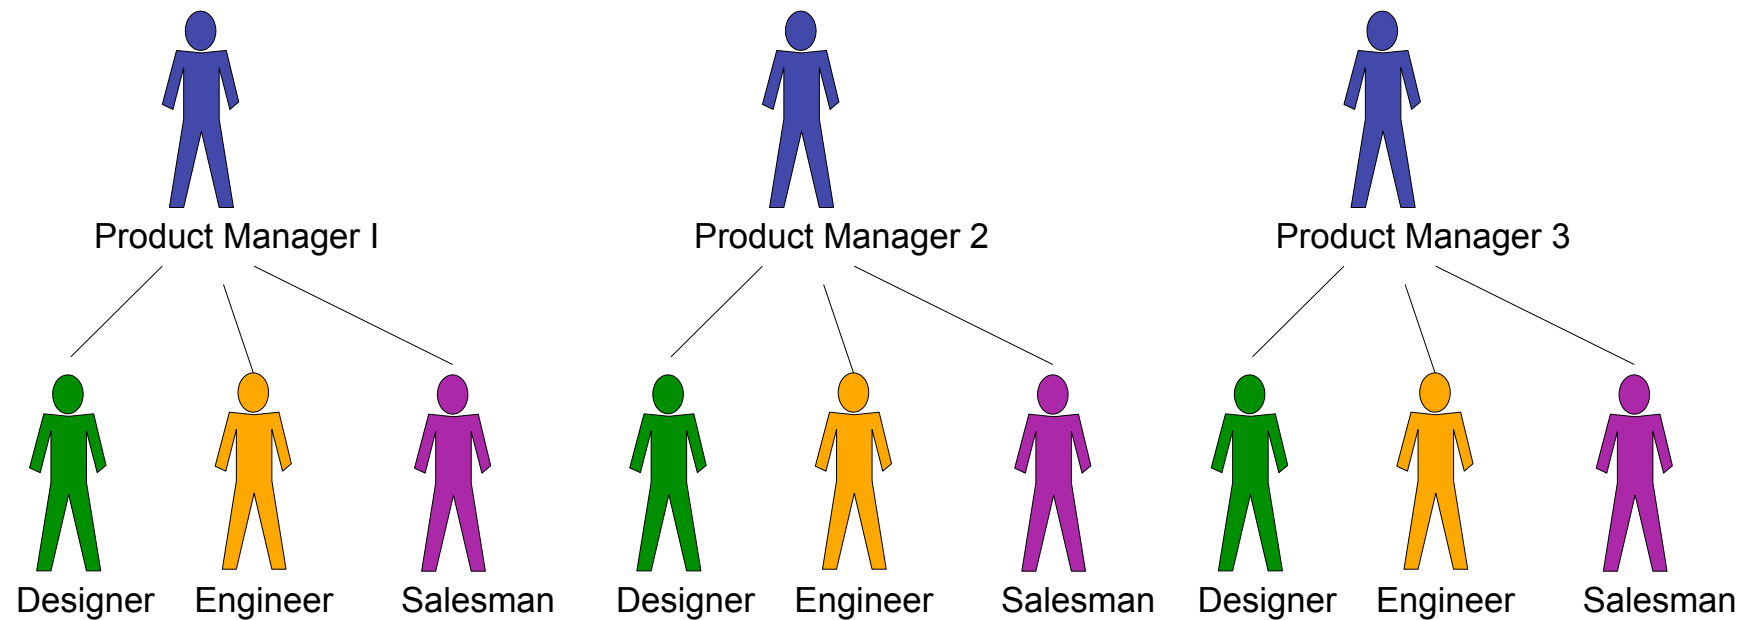 Product Manager I
Product Manager 2
Product Manager 3
Designer
Engineer
Salesman
Designer
Engineer
Salesman
Designer
Engineer
Salesman